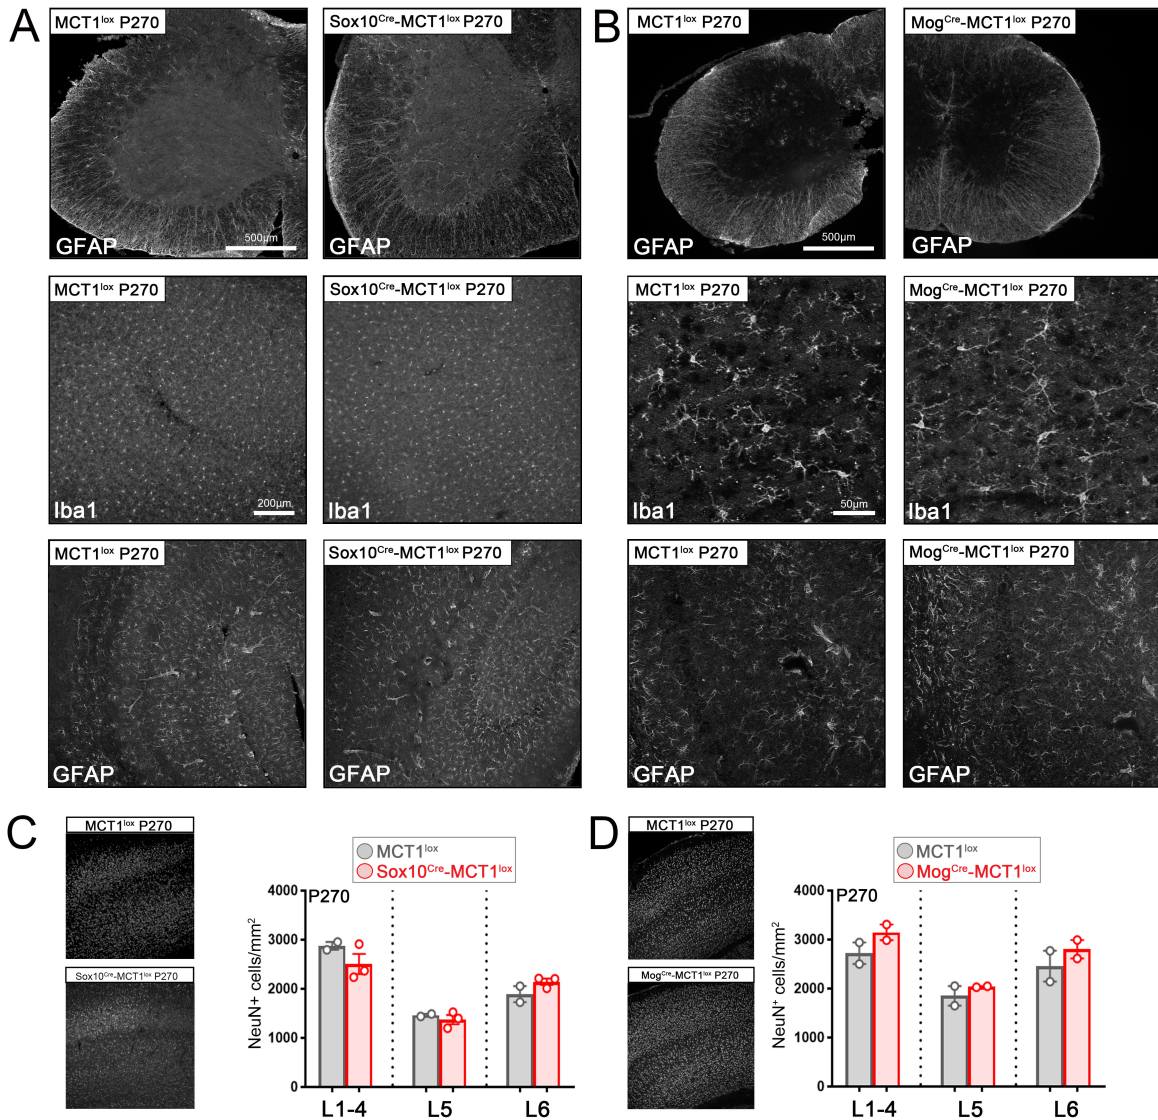 A
MCT1ˡᵒˣ P270
Sox10ᶜʳᵉ-MCT1ˡᵒˣ P270
GFAP
500µm
GFAP
MCT1ˡᵒˣ P270
Sox10ᶜʳᵉ-MCT1ˡᵒˣ P270
Iba1
200µm
Iba1
MCT1ˡᵒˣ P270
Sox10ᶜʳᵉ-MCT1ˡᵒˣ P270
GFAP
GFAP
B
MCT1ˡᵒˣ P270
Mogᶜʳᵉ-MCT1ˡᵒˣ P270
GFAP
500µm
GFAP
MCT1ˡᵒˣ P270
Mogᶜʳᵉ-MCT1ˡᵒˣ P270
Iba1
50µm
Iba1
MCT1ˡᵒˣ P270
Mogᶜʳᵉ-MCT1ˡᵒˣ P270
GFAP
GFAP
C
MCT1ˡᵒˣ P270
Sox10ᶜʳᵉ-MCT1ˡᵒˣ P270
MCT1ˡᵒˣ
Sox10ᶜʳᵉ-MCT1ˡᵒˣ
P270
NeuN+ cells/mm²
4000
3000
2000
1000
0
L1-4 L5 L6
D
MCT1ˡᵒˣ P270
Mogᶜʳᵉ-MCT1ˡᵒˣ P270
MCT1ˡᵒˣ
Mogᶜʳᵉ-MCT1ˡᵒˣ
P270
NeuN⁺ cells/mm²
4000
3000
2000
1000
0
L1-4 L5 L6